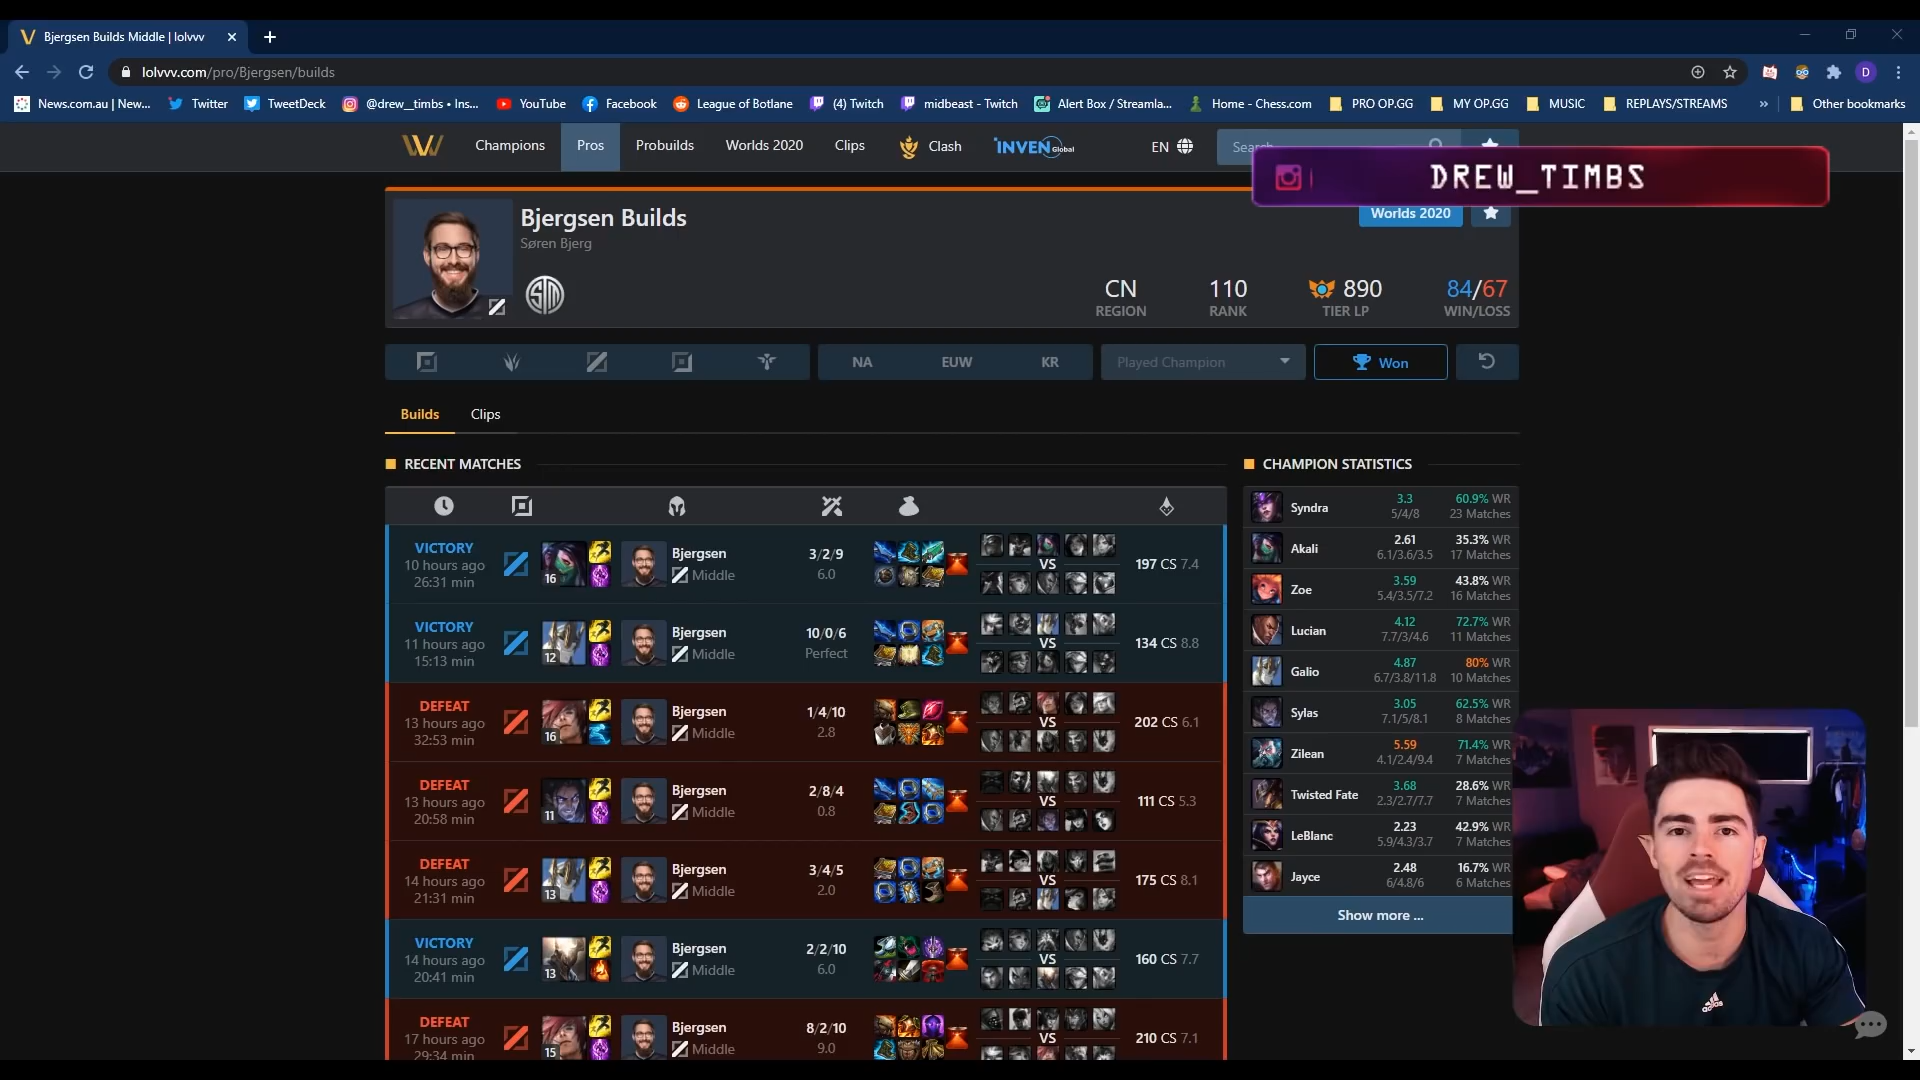 Bjergsen Builds Middle | lolvvv
lolvvv.com/pro/Bjergsen/builds
D
News.com.au | New... Twitter TweetDeck @drew_timbs • Ins... YouTube Facebook League of Botlane (4) Twitch midbeast - Twitch Alert Box / Streamla... Home - Chess.com PRO OP.GG MY OP.GG MUSIC REPLAYS/STREAMS » Other bookmarks
Champions Pros Probuilds Worlds 2020 Clips Clash INVEN Global EN Search
DREW_TIMBS
Bjergsen Builds
Worlds 2020
Søren Bjerg
TSM
CN 110 890 84/67
REGION RANK TIER LP WIN/LOSS
NA EUW KR Played Champion Won
Builds Clips
RECENT MATCHES
VICTORY
10 hours ago
26:31 min
16
Bjergsen
Middle
3/2/9
6.0
VS
197 CS 7.4
VICTORY
11 hours ago
15:13 min
12
Bjergsen
Middle
10/0/6
Perfect
VS
134 CS 8.8
DEFEAT
13 hours ago
32:53 min
16
Bjergsen
Middle
1/4/10
2.8
VS
202 CS 6.1
DEFEAT
13 hours ago
20:58 min
11
Bjergsen
Middle
2/8/4
0.8
VS
111 CS 5.3
DEFEAT
14 hours ago
21:31 min
13
Bjergsen
Middle
3/4/5
2.0
VS
175 CS 8.1
VICTORY
14 hours ago
20:41 min
13
Bjergsen
Middle
2/2/10
6.0
VS
160 CS 7.7
DEFEAT
17 hours ago
29:34 min
15
Bjergsen
Middle
8/2/10
9.0
VS
210 CS 7.1
CHAMPION STATISTICS
Syndra 3.3 60.9% WR
5/4/8 23 Matches
Akali 2.61 35.3% WR
6.1/3.6/3.5 17 Matches
Zoe 3.59 43.8% WR
5.4/3.5/7.2 16 Matches
Lucian 4.12 72.7% WR
7.7/3/4.6 11 Matches
Galio 4.87 80% WR
6.7/3.8/11.8 10 Matches
Sylas 3.05 62.5% WR
7.1/5/8.1 8 Matches
Zilean 5.59 71.4% WR
4.1/2.4/9.4 7 Matches
Twisted Fate 3.68 28.6% WR
2.3/2.7/7.7 7 Matches
LeBlanc 2.23 42.9% WR
5.9/4.3/3.7 7 Matches
Jayce 2.48 16.7% WR
6/4.8/6 6 Matches
Show more ...
adidas